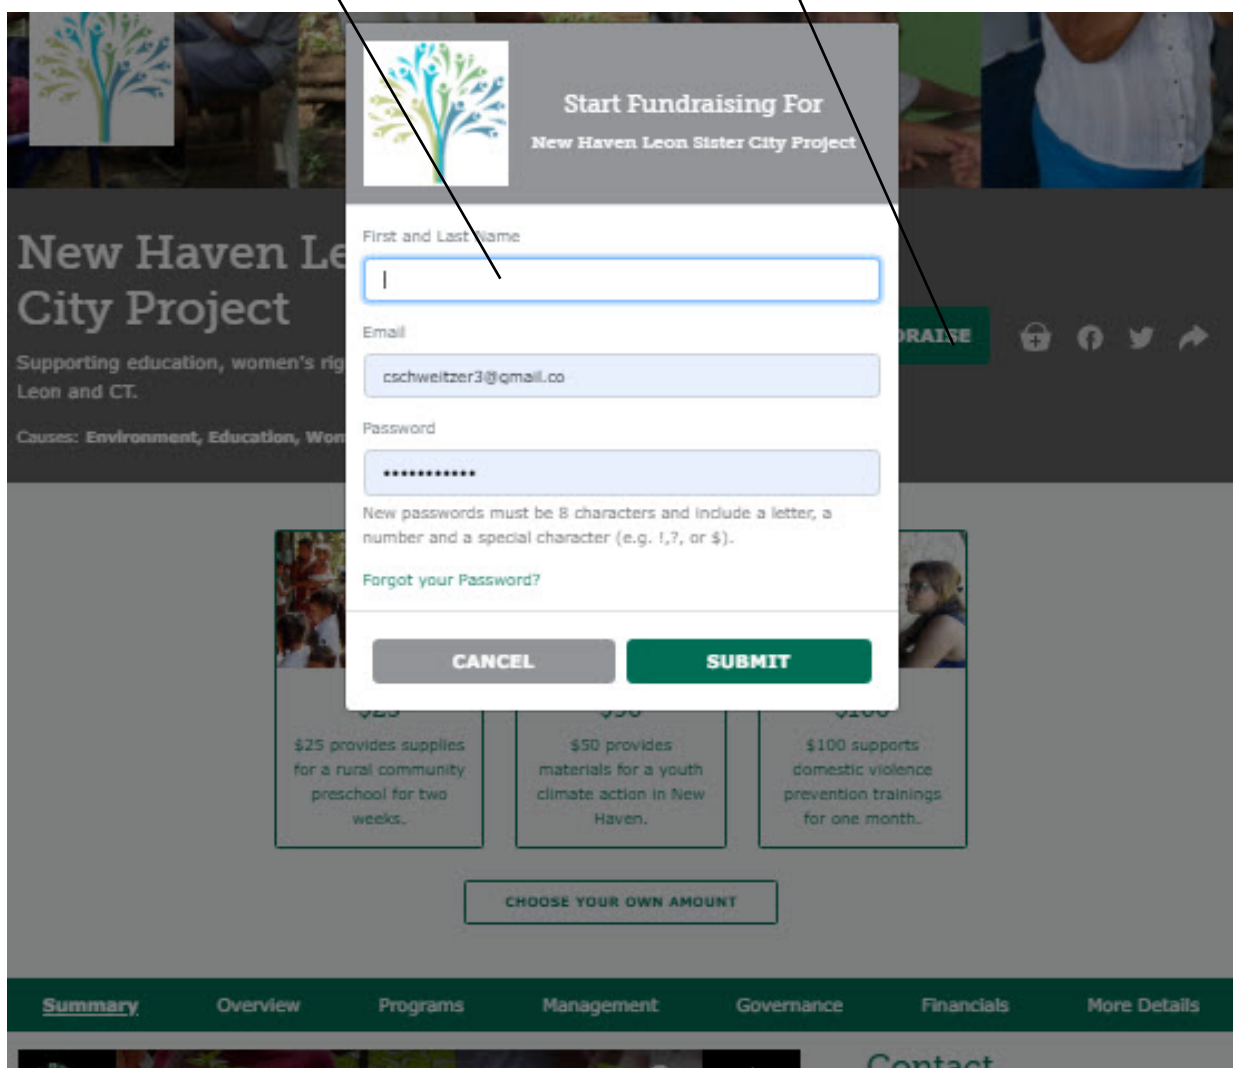 Start Fundraising For
New Haven Leon Sister City Project
New Haven Le
City Project
Supporting education, women's rig
Leon and CT.
Causes: Environment, Education, Wom
First and Last Name
Email
cschweitzer3@gmail.co
Password
•••••••••••
New passwords must be 8 characters and include a letter, a
number and a special character (e.g. !,?, or $).
Forgot your Password?
CANCEL
SUBMIT
DRAISE
$25
$25 provides supplies
for a rural community
preschool for two
weeks.
$50
$50 provides
materials for a youth
climate action in New
Haven.
$100
$100 supports
domestic violence
prevention trainings
for one month.
CHOOSE YOUR OWN AMOUNT
Summary
Overview
Programs
Management
Governance
Financials
More Details
Contact